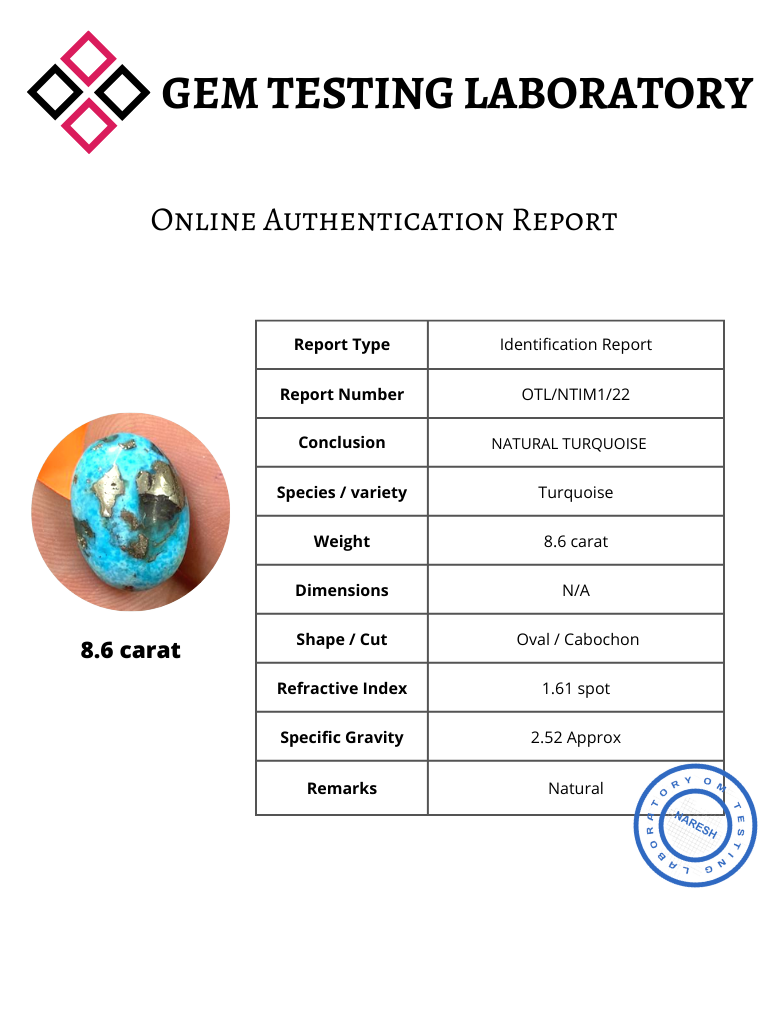 GEM TESTING LABORATORY
Online Authentication Report
Report Type Identification Report
Report Number OTL/NTIM1/22
Conclusion NATURAL TURQUOISE
Species / variety Turquoise
Weight 8.6 carat
Dimensions N/A
Shape / Cut Oval / Cabochon
8.6 carat
Refractive Index 1.61 spot
Specific Gravity 2.52 Approx
Remarks Natural
OM TESTING LABORATORY
NARESH